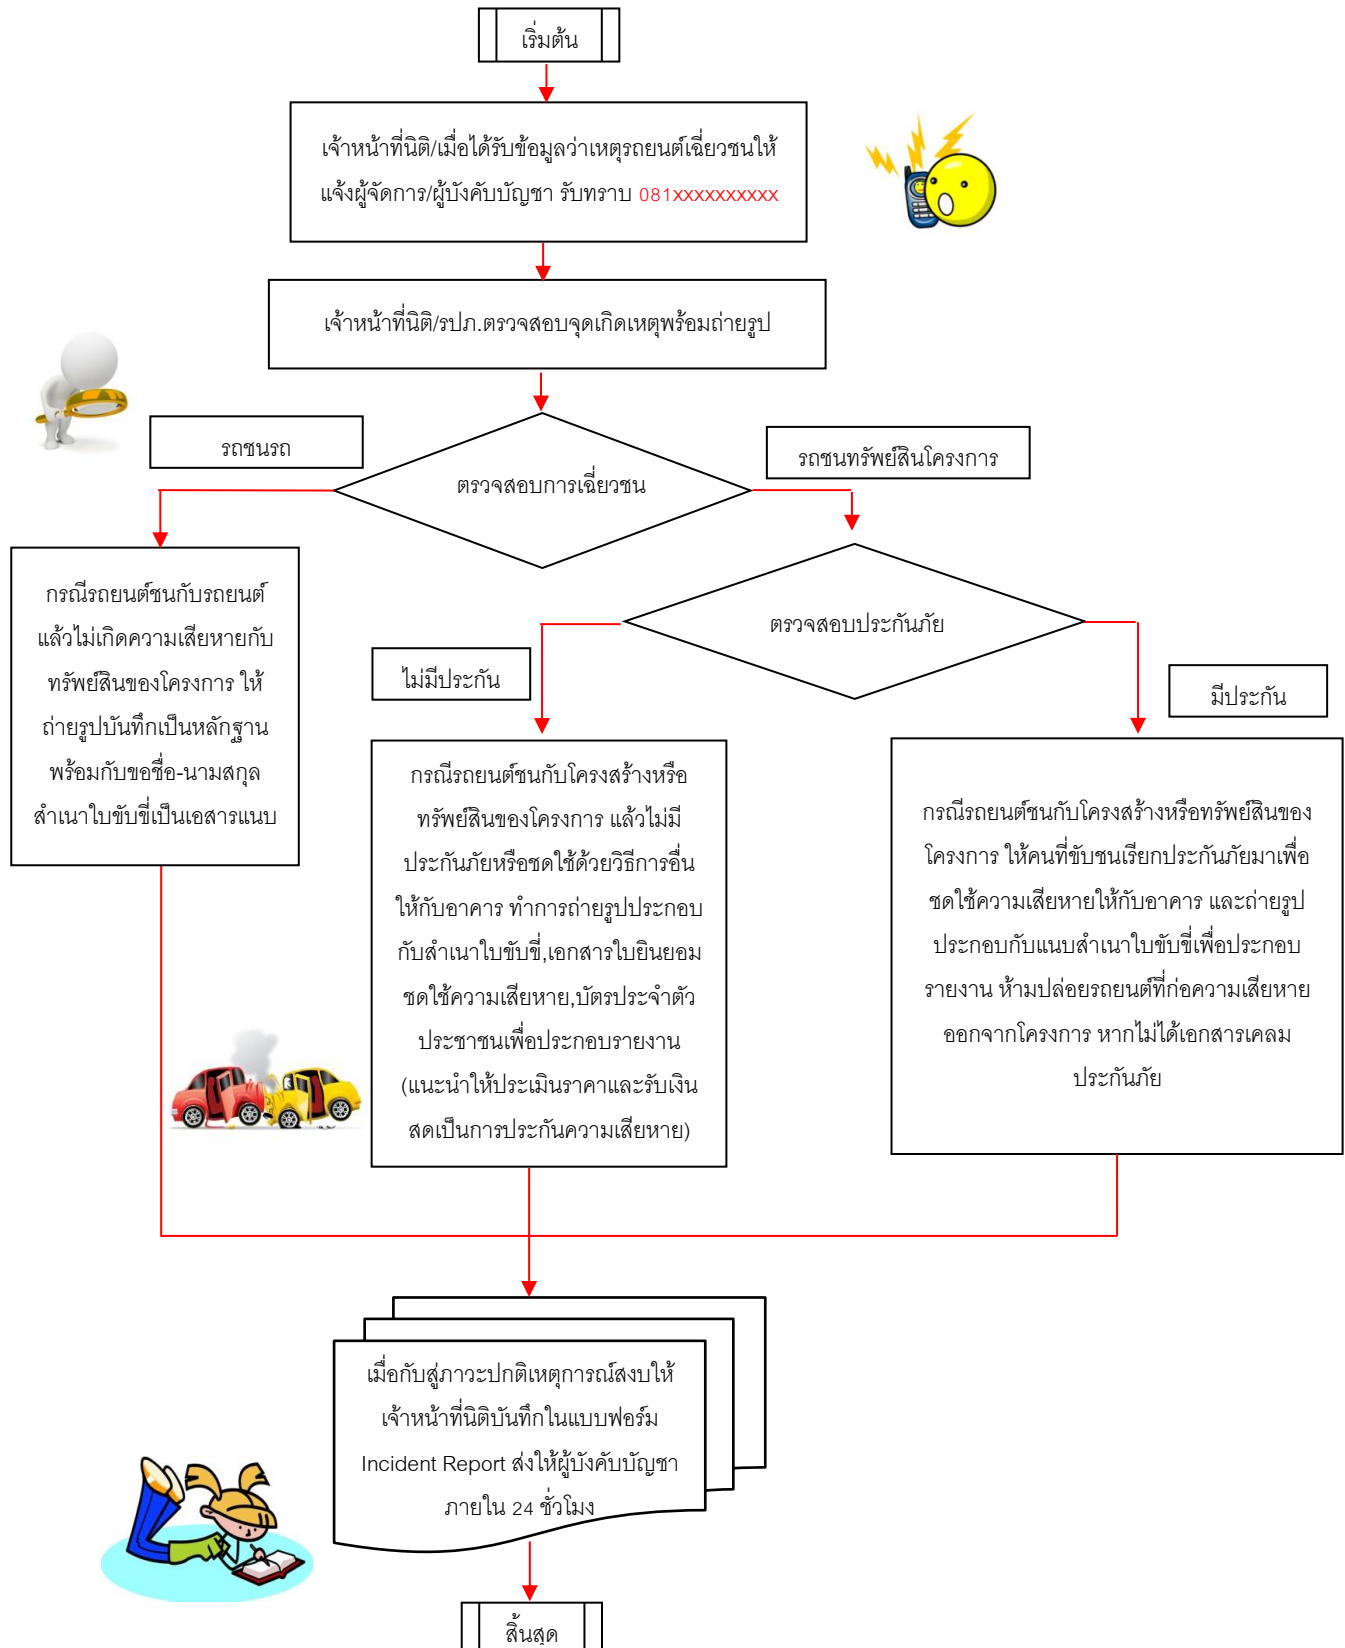 เริ่มต้น
เจ้าหน้าที่นิติ/เมื่อได้รับข้อมูลว่าเหตุรถยนต์เฉี่ยวชนให้
แจ้งผู้จัดการ/ผู้บังคับบัญชา รับทราบ 081xxxxxxxxxx
เจ้าหน้าที่นิติ/รปภ.ตรวจสอบจุดเกิดเหตุพร้อมถ่ายรูป
รถชนรถ
รถชนทรัพย์สินโครงการ
ตรวจสอบการเฉี่ยวชน
กรณีรถยนต์ชนกับรถยนต์
แล้วไม่เกิดความเสียหายกับ
ทรัพย์สินของโครงการ ให้
ถ่ายรูปบันทึกเป็นหลักฐาน
พร้อมกับขอชื่อ-นามสกุล
สำเนาใบขับขี่เป็นเอสารแนบ
ตรวจสอบประกันภัย
ไม่มีประกัน
มีประกัน
กรณีรถยนต์ชนกับโครงสร้างหรือ
ทรัพย์สินของโครงการ แล้วไม่มี
ประกันภัยหรือชดใช้ด้วยวิธีการอื่น
ให้กับอาคาร ทำการถ่ายรูปประกอบ
กับสำเนาใบขับขี่,เอกสารใบยินยอม
ชดใช้ความเสียหาย,บัตรประจำตัว
ประชาชนเพื่อประกอบรายงาน
(แนะนำให้ประเมินราคาและรับเงิน
สดเป็นการประกันความเสียหาย)
กรณีรถยนต์ชนกับโครงสร้างหรือทรัพย์สินของ
โครงการ ให้คนที่ขับชนเรียกประกันภัยมาเพื่อ
ชดใช้ความเสียหายให้กับอาคาร และถ่ายรูป
ประกอบกับแนบสำเนาใบขับขี่เพื่อประกอบ
รายงาน ห้ามปล่อยรถยนต์ที่ก่อความเสียหาย
ออกจากโครงการ หากไม่ได้เอกสารเคลม
ประกันภัย
เมื่อกับสู่ภาวะปกติเหตุการณ์สงบให้
เจ้าหน้าที่นิติบันทึกในแบบฟอร์ม
Incident Report ส่งให้ผู้บังคับบัญชา
ภายใน 24 ชั่วโมง
สิ้นสุด